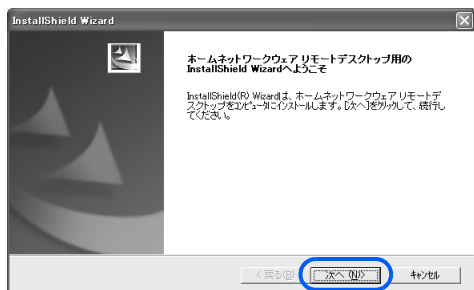 InstallShield Wizard
ホームネットワークウェア リモートデスクトップ用の
InstallShield Wizardへようこそ
InstallShield(R) Wizardは、ホームネットワークウェア リモートデ
スクトップをコンピュータにインストールします。[次へ]をクリックして、続行し
てください。
< 戻る(B)
次へ (N)>
キャンセル